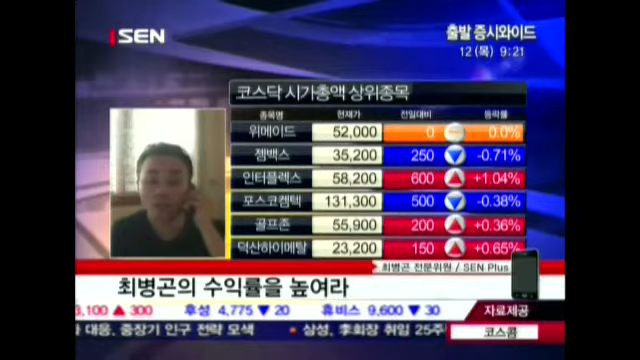 SEN
출발 증시와이드
12 (목) 9:21
코스닥 시가총액 상위종목
종목명 현재가 전일대비 등락률
위메이드 52,000 0 0.0%
젬백스 35,200 250 ▼ -0.71%
인터플렉스 58,200 600 ▲ +1.04%
포스코켐텍 131,300 500 ▼ -0.38%
골프존 55,900 200 ▲ +0.36%
덕산하이메탈 23,200 150 ▲ +0.65%
최병곤 전문위원 / SEN Plus
최병곤의 수익률을 높여라
3,100 ▲ 300 후성 4,775 ▼ 20 휴비스 9,600 ▼ 30 자료제공
대응, 중장기 인구 전략 모색 • 삼성, 이회장 취임 25주 코스콤